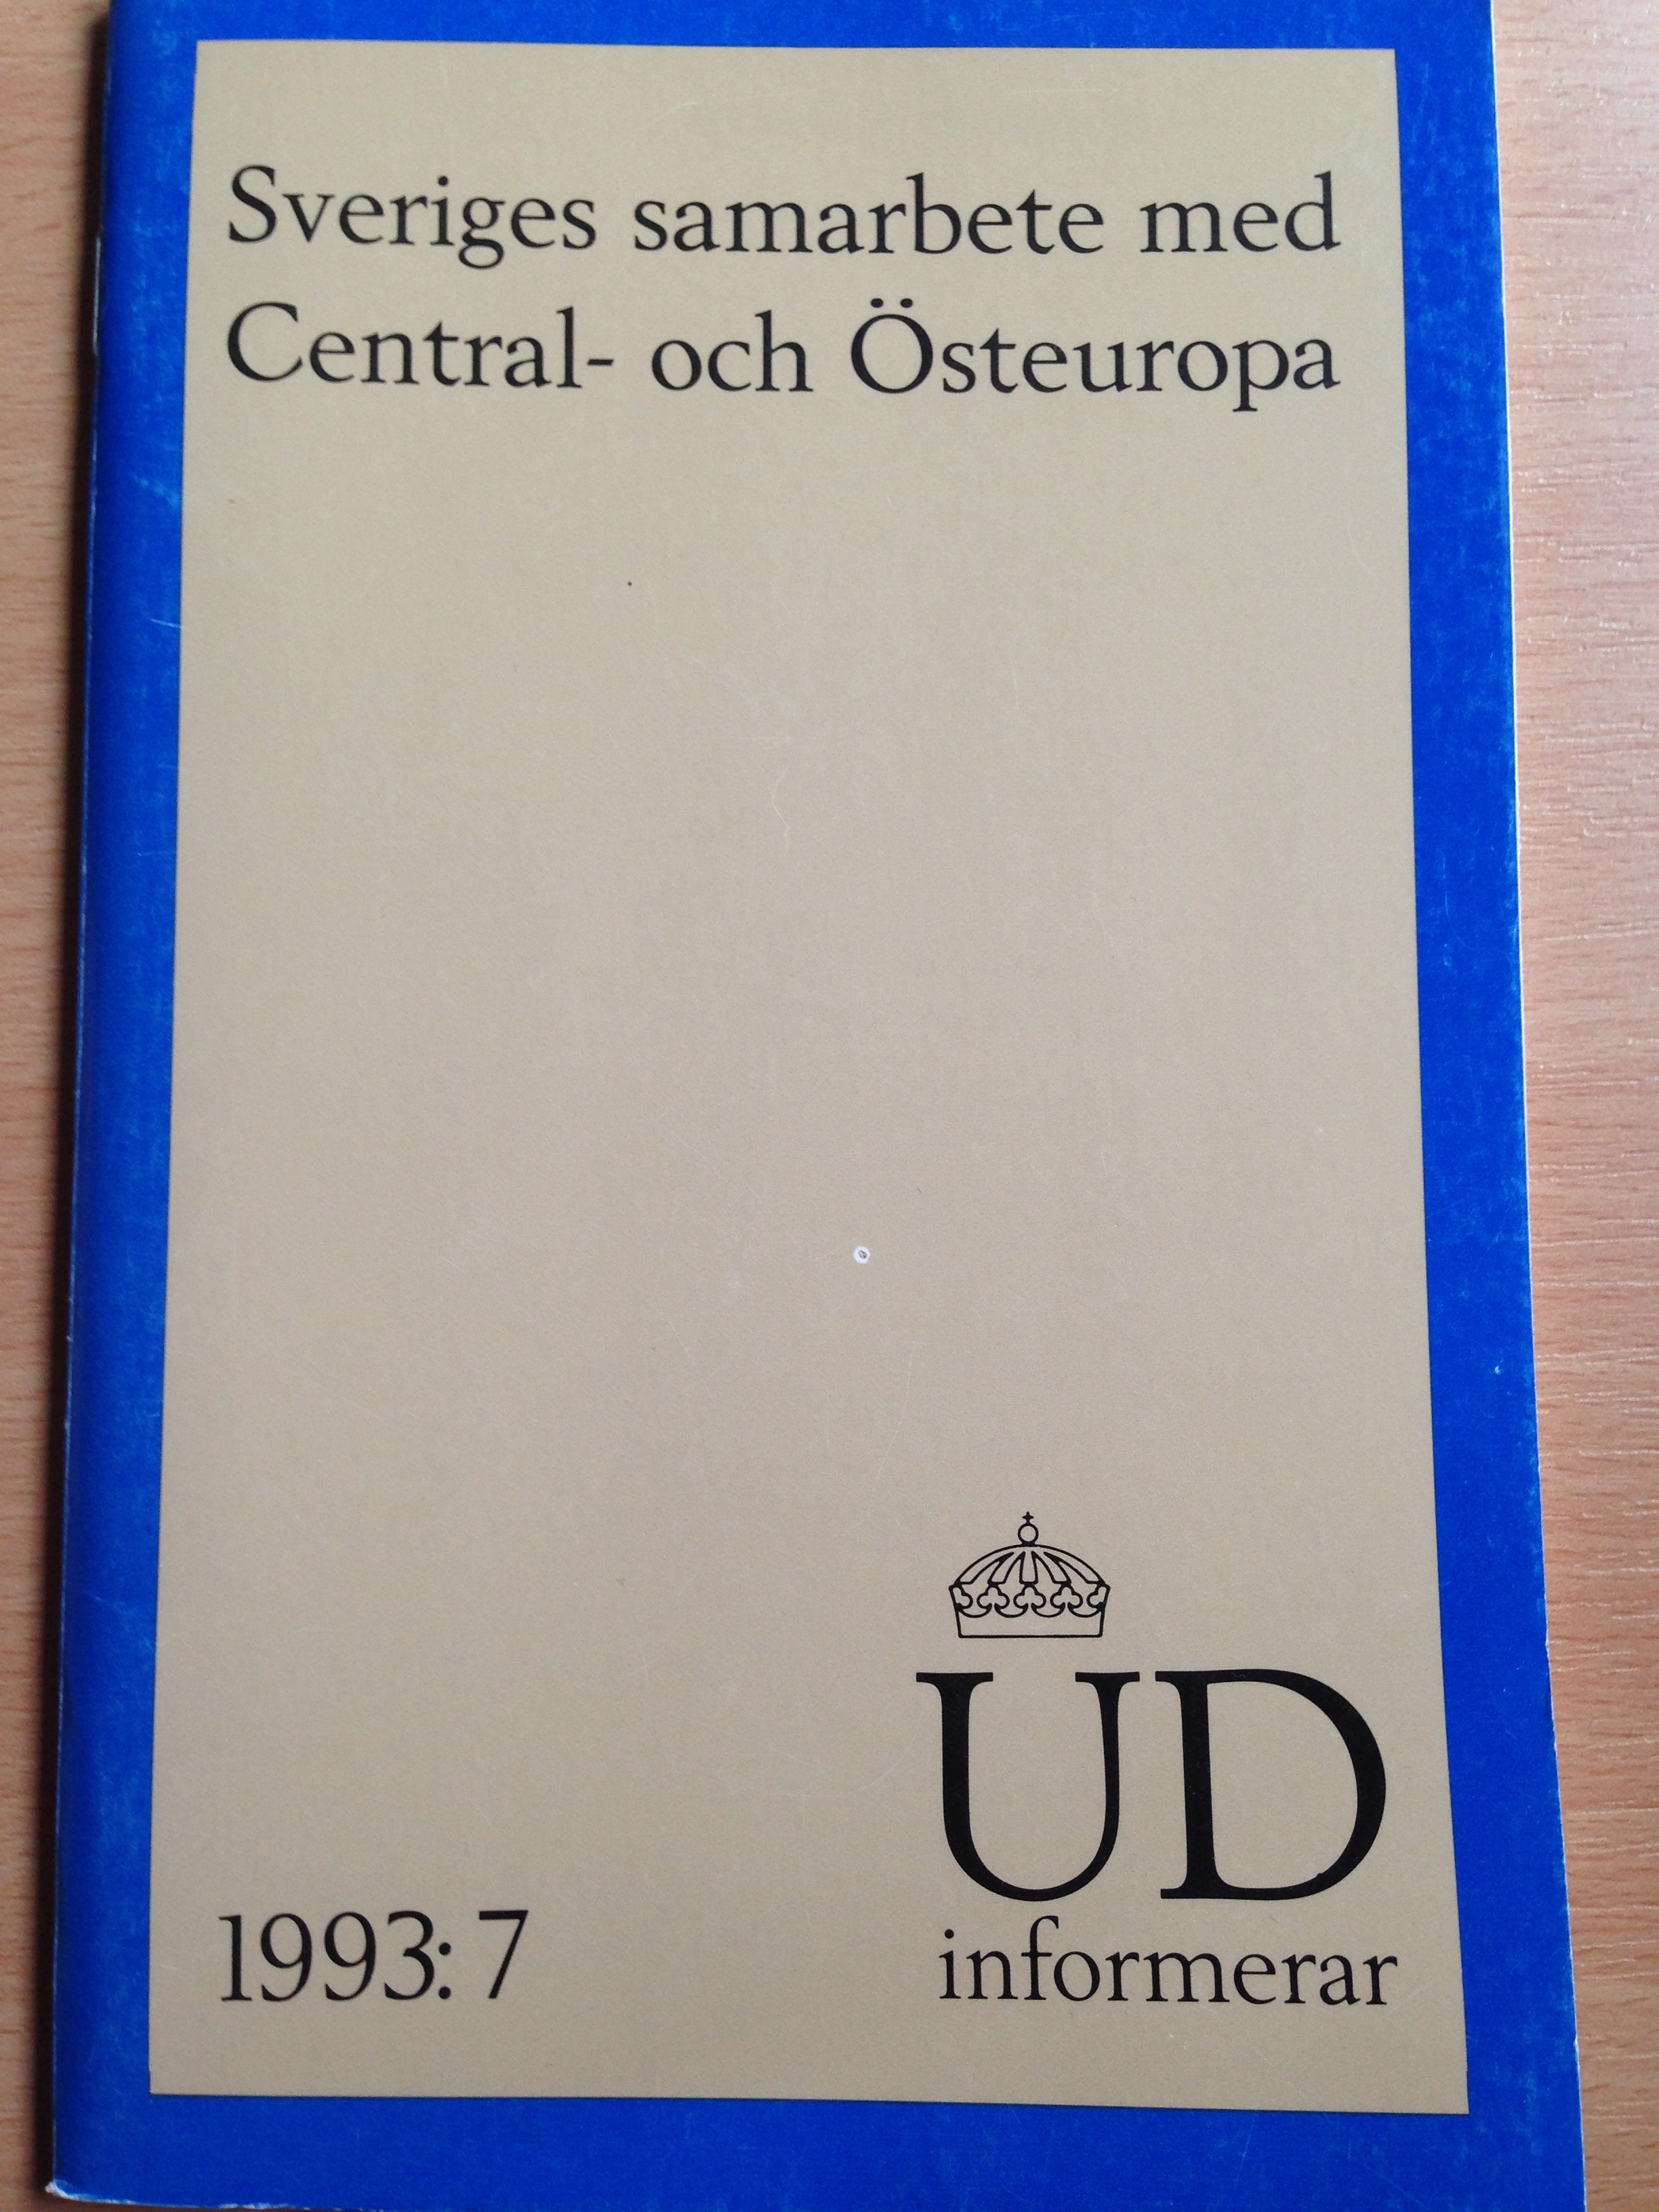 Sveriges samarbete med
Central- och Östeuropa
UD
informerar
1993:7